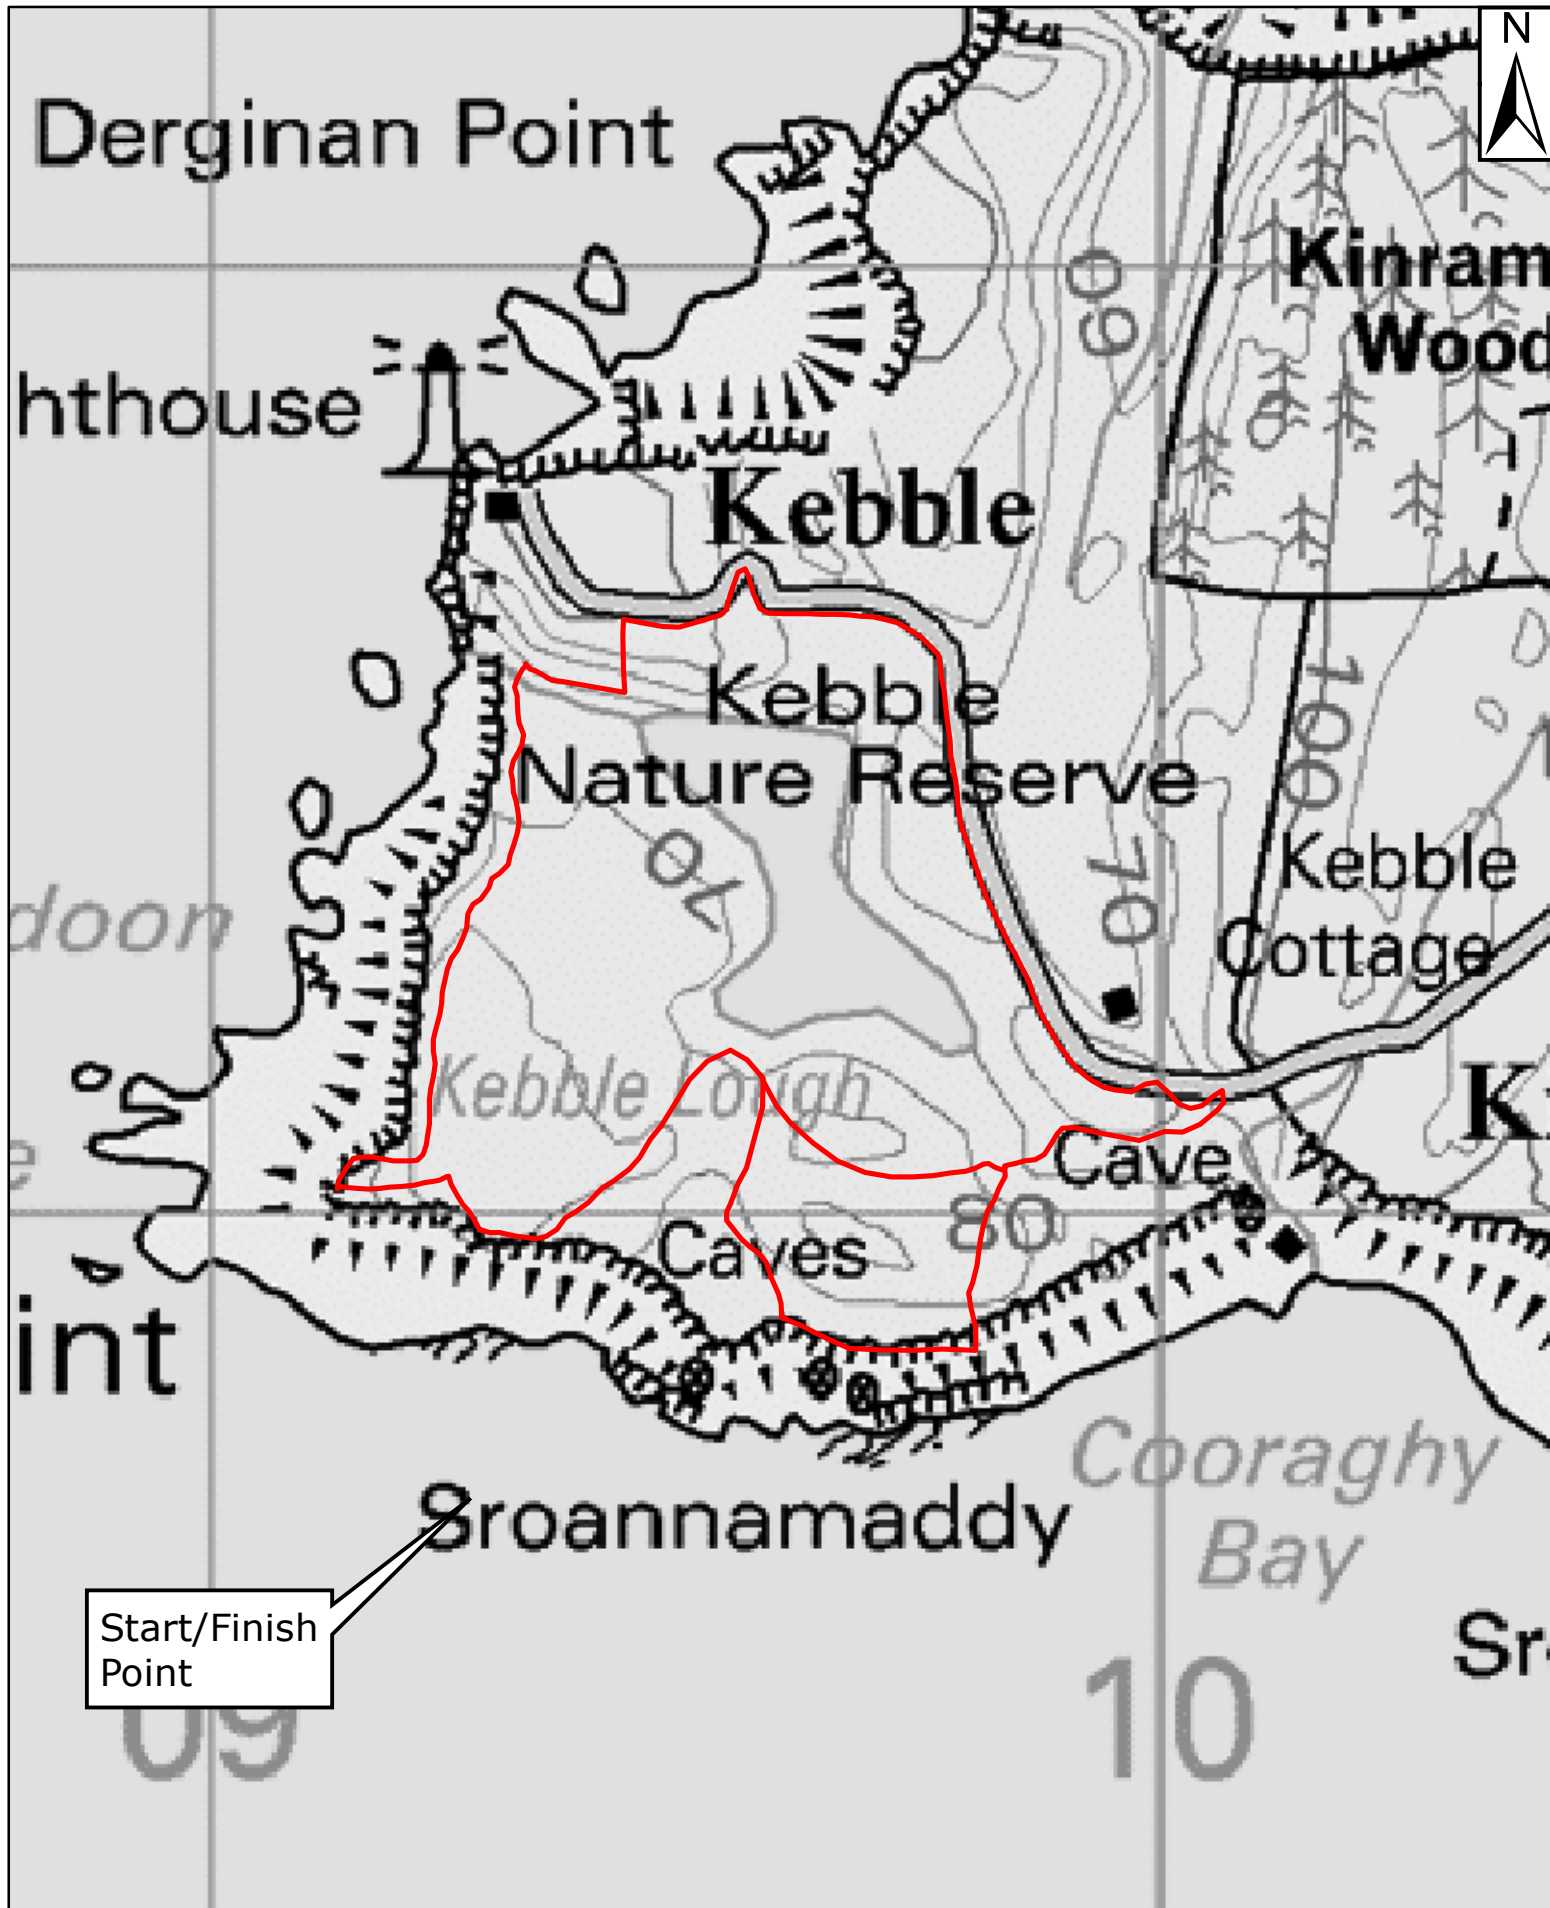 N
Derginan Point
60
Kinram
Wood
hthouse
Kebble
Kebble
Nature Reserve
100
70
70
Kebble
Cottage
doon
Kebble Lough
K
e
Cave
80
Caves
int
Cooraghy
Bay
Sroannamaddy
Start/Finish
Point
Sr
09
10